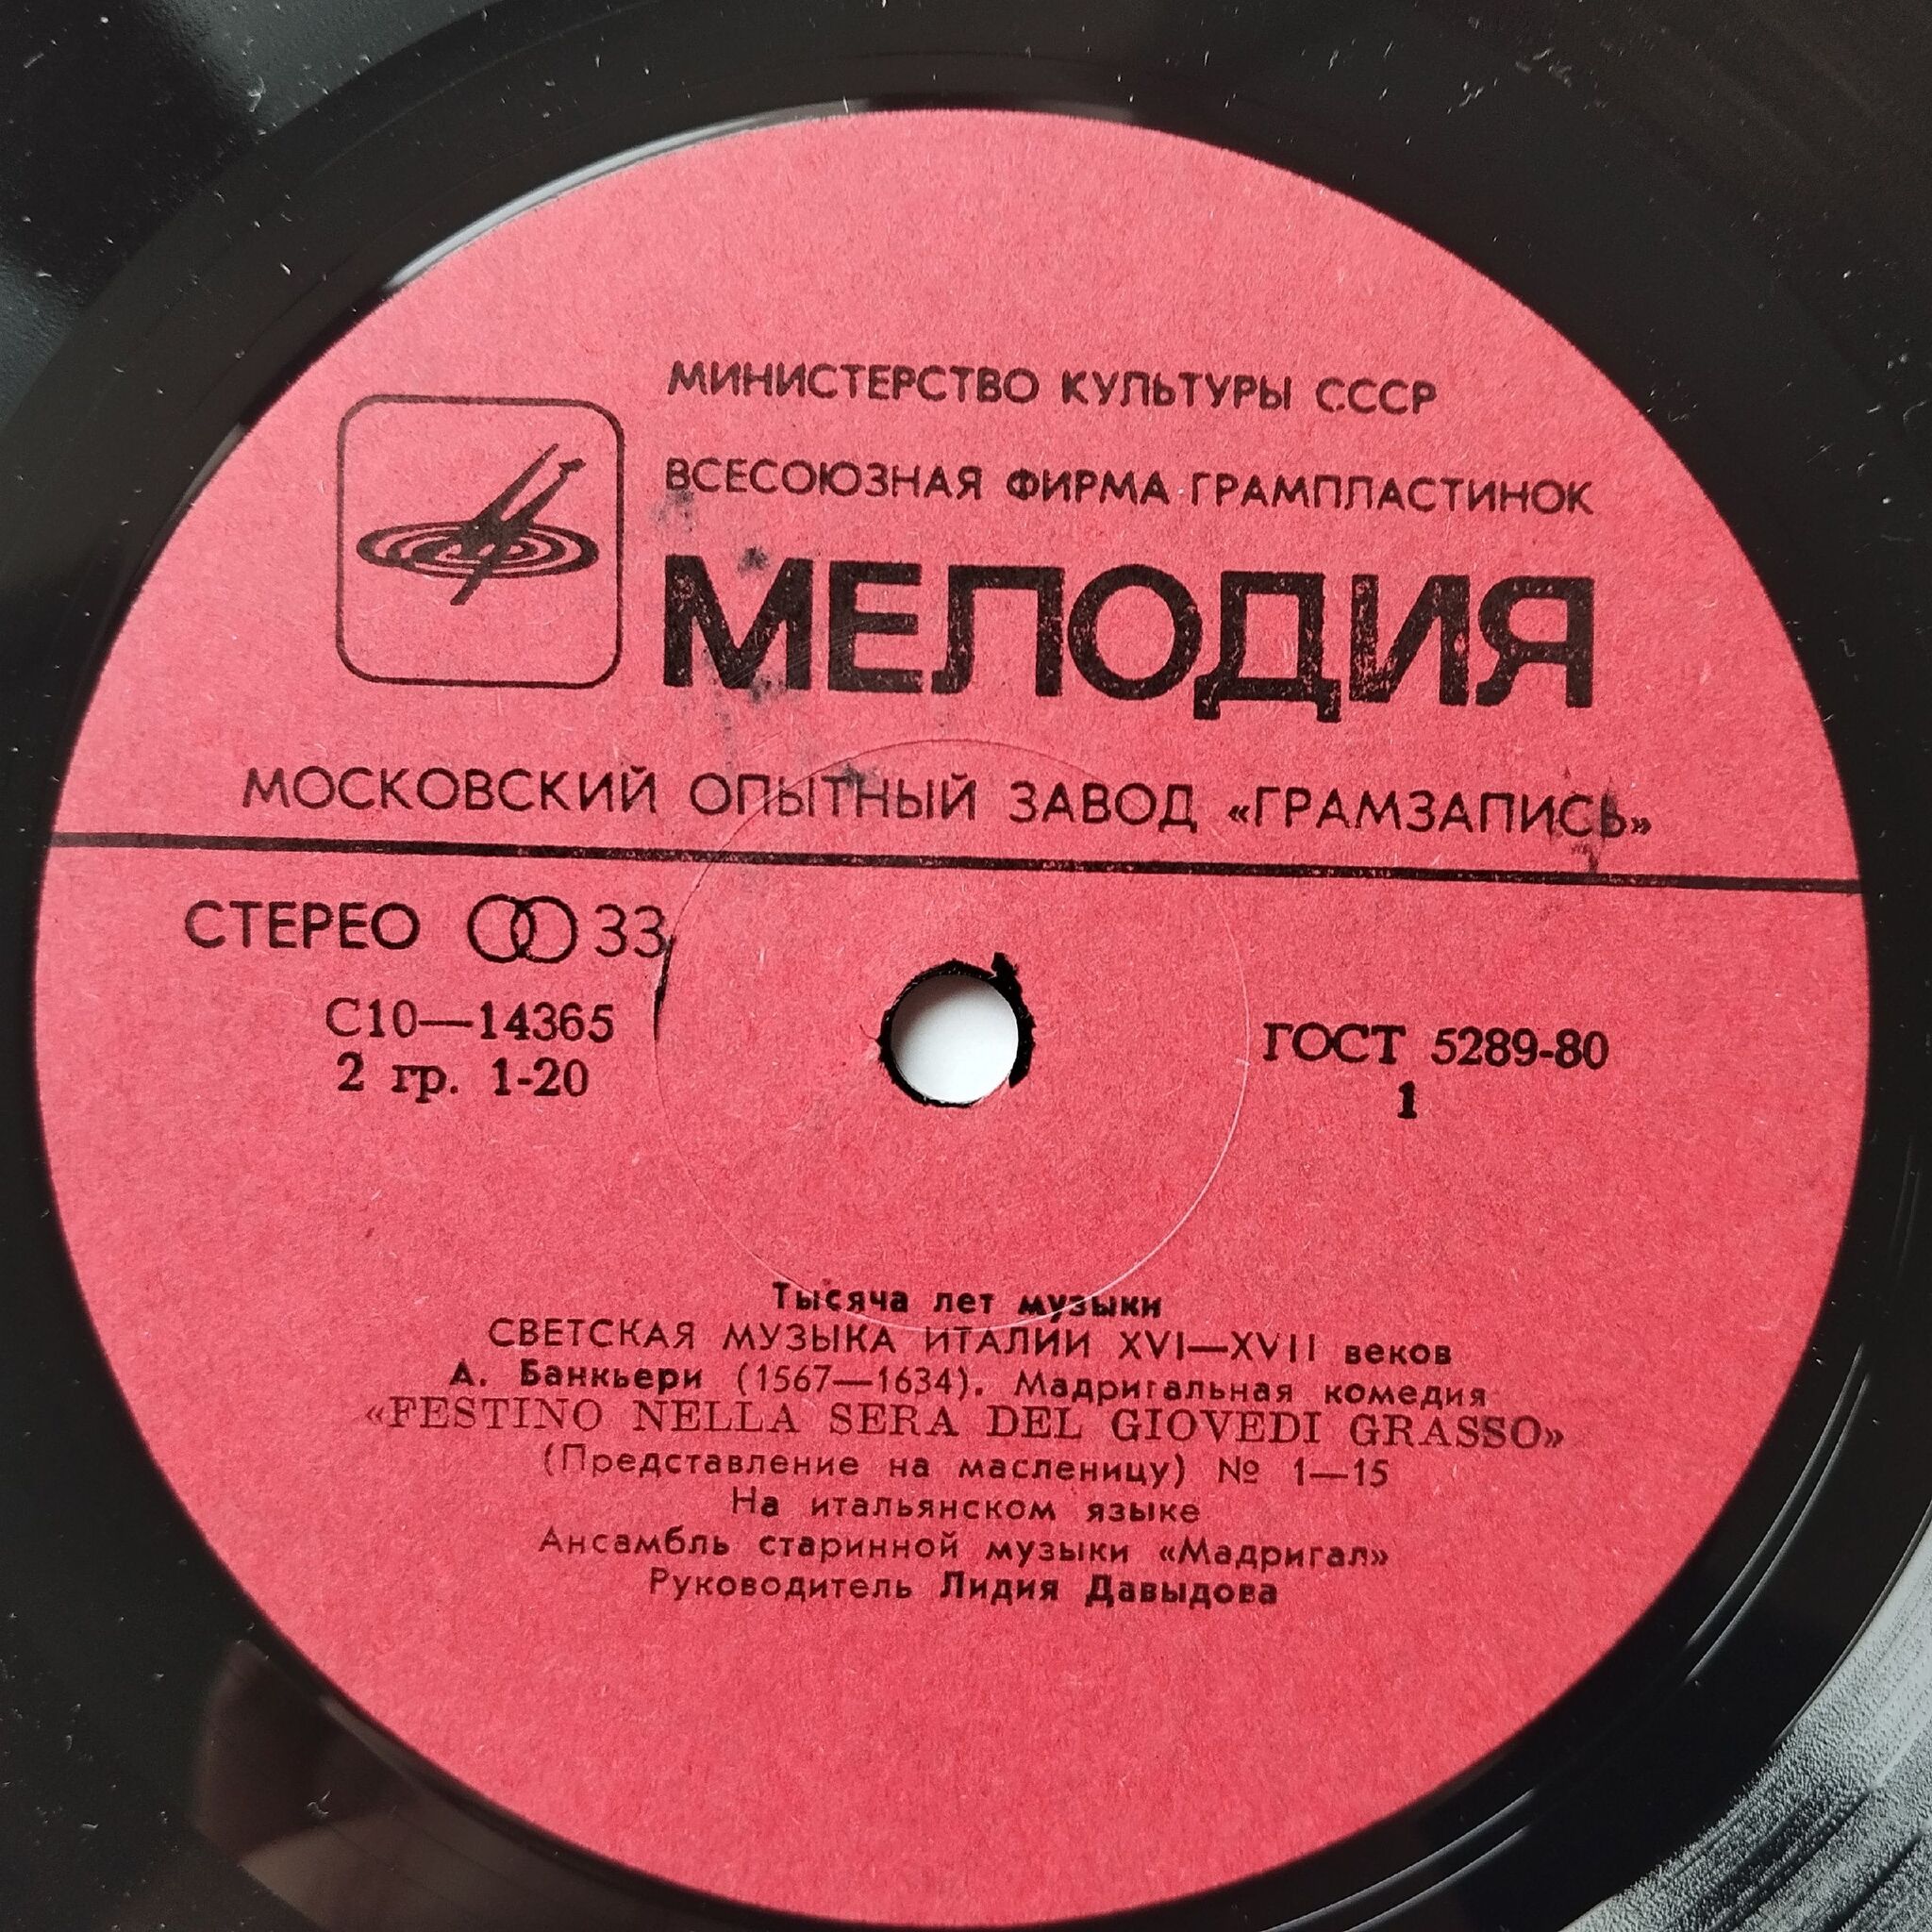 МИНИСТЕРСТВО КУЛЬТУРЫ СССР
ВСЕСОЮЗНАЯ ФИРМА ГРАМПЛАСТИНОК
МЕЛОДИЯ
МОСКОВСКИЙ ОПЫТНЫЙ ЗАВОД «ГРАМЗАПИСЬ»
СТЕРЕО 33
С10—14365
2 гр. 1-20
ГОСТ 5289-80
1
Тысяча лет музыки
СВЕТСКАЯ МУЗЫКА ИТАЛИИ XVI—XVII веков
А. Банкьери (1567—1634). Мадригальная комедия
«FESTINO NELLA SERA DEL GIOVEDI GRASSO»
(Представление на масленицу) № 1—15
На итальянском языке
Ансамбль старинной музыки «Мадригал»
Руководитель Лидия Давыдова